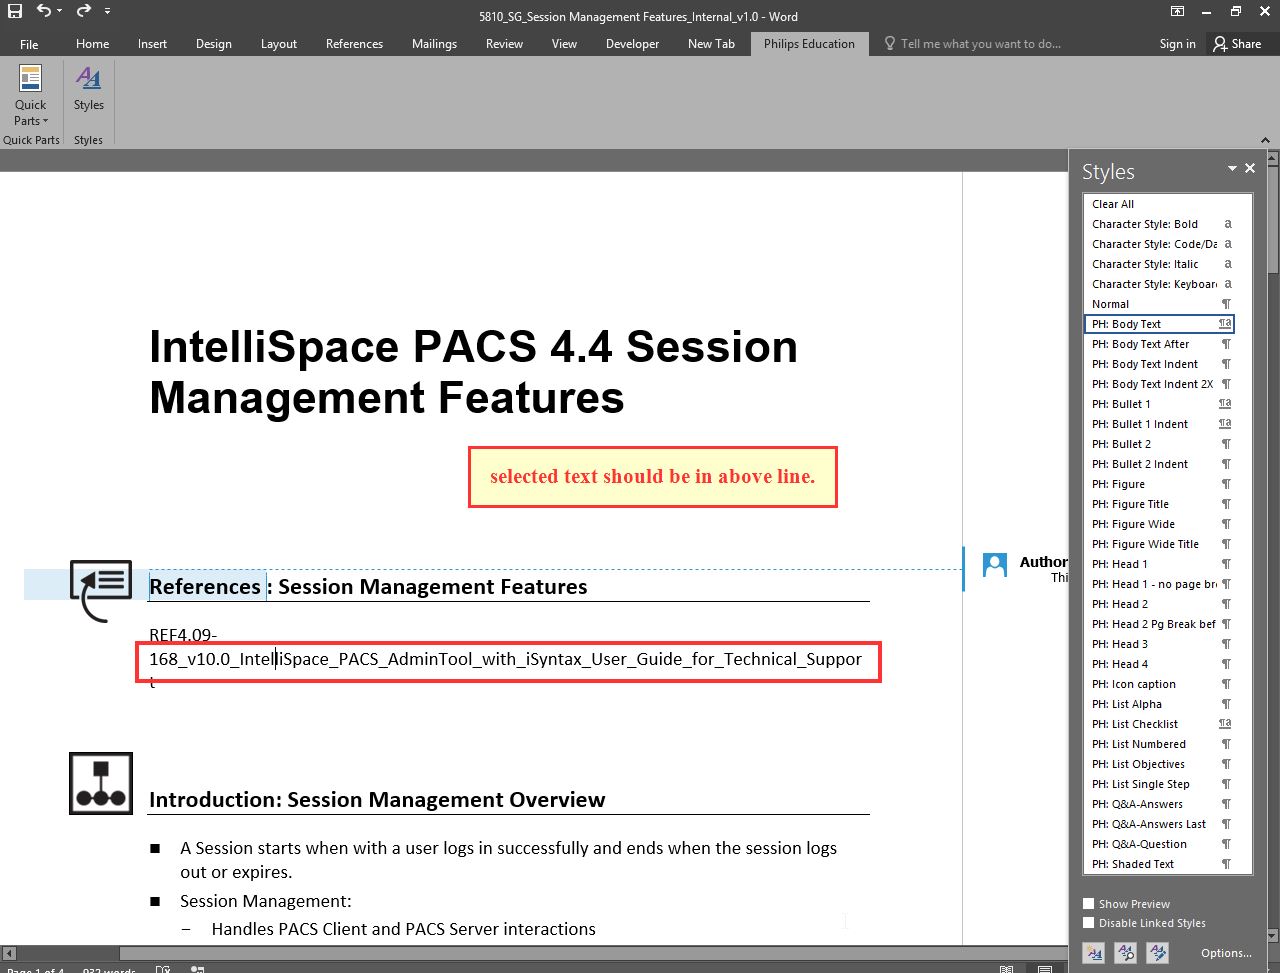 5810_SG_Session Management Features_Internal_v1.0 - Word
File Home Insert Design Layout References Mailings Review View Developer New Tab Philips Education Tell me what you want to do... Sign in Share
Quick Parts
Styles
Quick Parts
Styles
Styles
Clear All
Character Style: Bold a
Character Style: Code/Da a
Character Style: Italic a
Character Style: Keyboar a
Normal ¶
PH: Body Text ¶a
PH: Body Text After ¶
PH: Body Text Indent ¶
PH: Body Text Indent 2X ¶
PH: Bullet 1 ¶a
PH: Bullet 1 Indent ¶a
PH: Bullet 2 ¶
PH: Bullet 2 Indent ¶
PH: Figure ¶
PH: Figure Title ¶
PH: Figure Wide ¶
PH: Figure Wide Title ¶
PH: Head 1 ¶
PH: Head 1 - no page br ¶
PH: Head 2 ¶
PH: Head 2 Pg Break bef ¶
PH: Head 3 ¶
PH: Head 4 ¶
PH: Icon caption ¶
PH: List Alpha ¶
PH: List Checklist ¶a
PH: List Numbered ¶
PH: List Objectives ¶
PH: List Single Step ¶
PH: Q&A-Answers ¶
PH: Q&A-Answers Last ¶
PH: Q&A-Question ¶
PH: Shaded Text ¶
Show Preview
Disable Linked Styles
Options...
IntelliSpace PACS 4.4 Session
Management Features
selected text should be in above line.
References : Session Management Features
Author
Thi
REF4.09-
168_v10.0_IntelliSpace_PACS_AdminTool_with_iSyntax_User_Guide_for_Technical_Suppor
t
Introduction: Session Management Overview
■ A Session starts when with a user logs in successfully and ends when the session logs
out or expires.
■ Session Management:
– Handles PACS Client and PACS Server interactions
Page 1 of 4 932 words